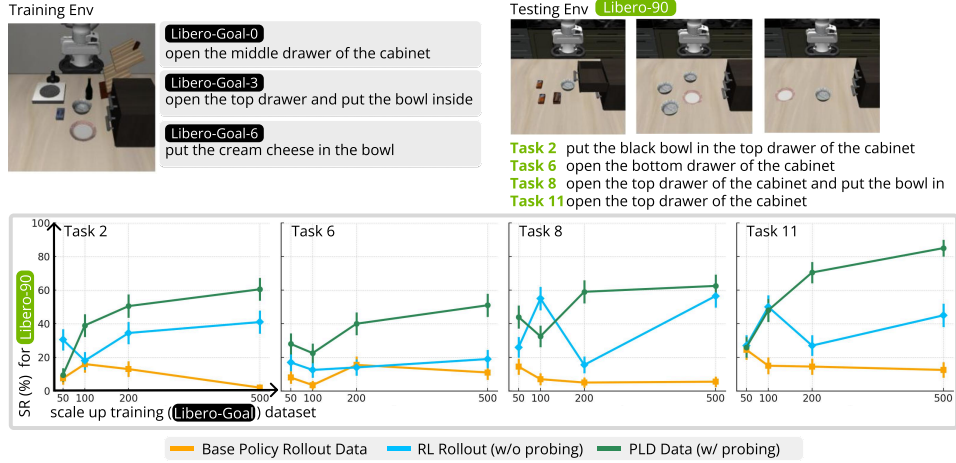 Training Env
Libero-Goal-0
open the middle drawer of the cabinet
Libero-Goal-3
open the top drawer and put the bowl inside
Libero-Goal-6
put the cream cheese in the bowl
Testing Env Libero-90
Task 2 put the black bowl in the top drawer of the cabinet
Task 6 open the bottom drawer of the cabinet
Task 8 open the top drawer of the cabinet and put the bowl in
Task 11 open the top drawer of the cabinet
SR (%) for Libero-90
100
80
60
40
20
0
Task 2
50 100 200 500
Task 6
50 100 200 500
Task 8
50 100 200 500
Task 11
50 100 200 500
scale up training (Libero-Goal) dataset
Base Policy Rollout Data
RL Rollout (w/o probing)
PLD Data (w/ probing)